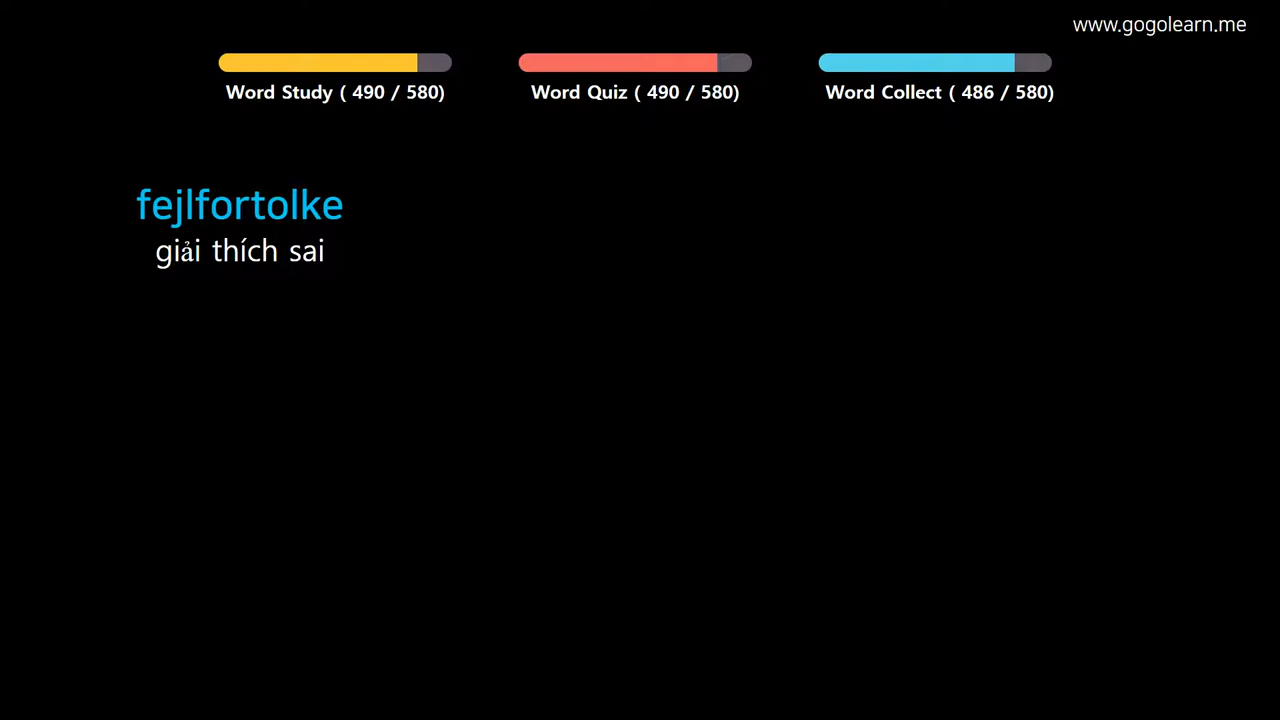 www.gogolearn.me
Word Study ( 490 / 580)
Word Quiz ( 490 / 580)
Word Collect ( 486 / 580)
fejlfortolke
giải thích sai